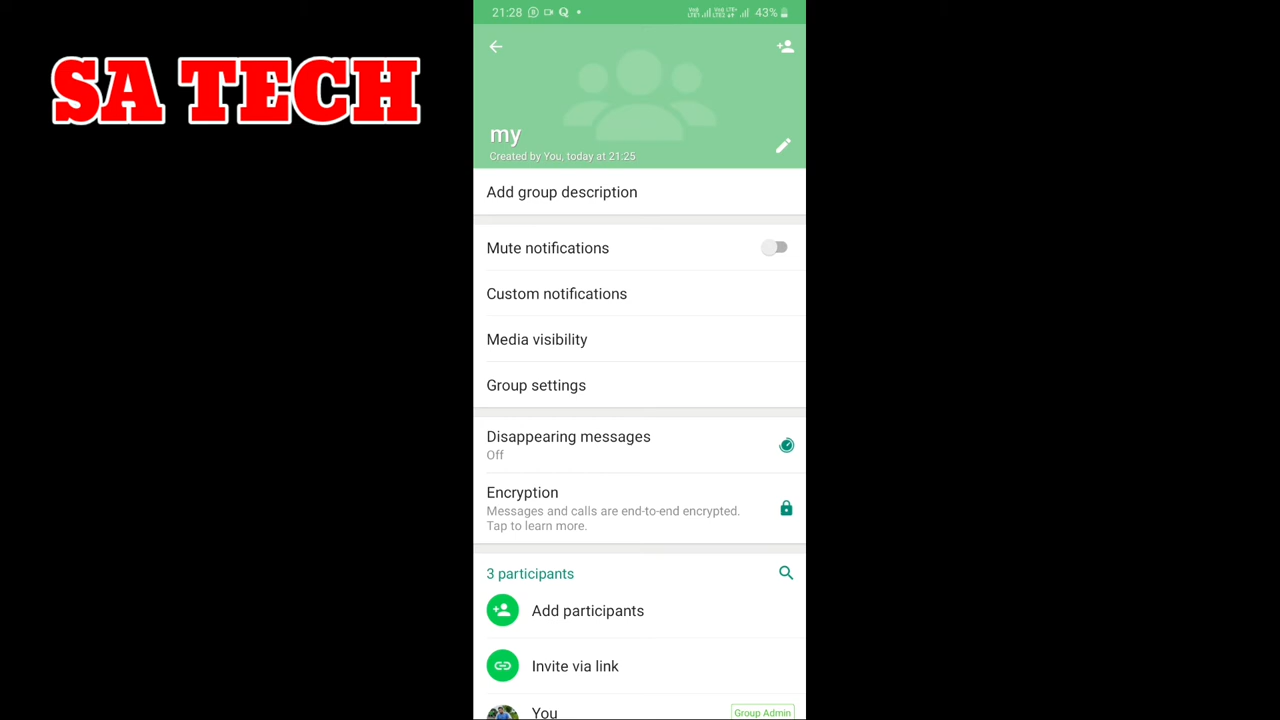 SA TECH
21:28
43%
my
Created by You, today at 21:25
Add group description
Mute notifications
Custom notifications
Media visibility
Group settings
Disappearing messages
Off
Encryption
Messages and calls are end-to-end encrypted.
Tap to learn more.
3 participants
Add participants
Invite via link
You
Group Admin